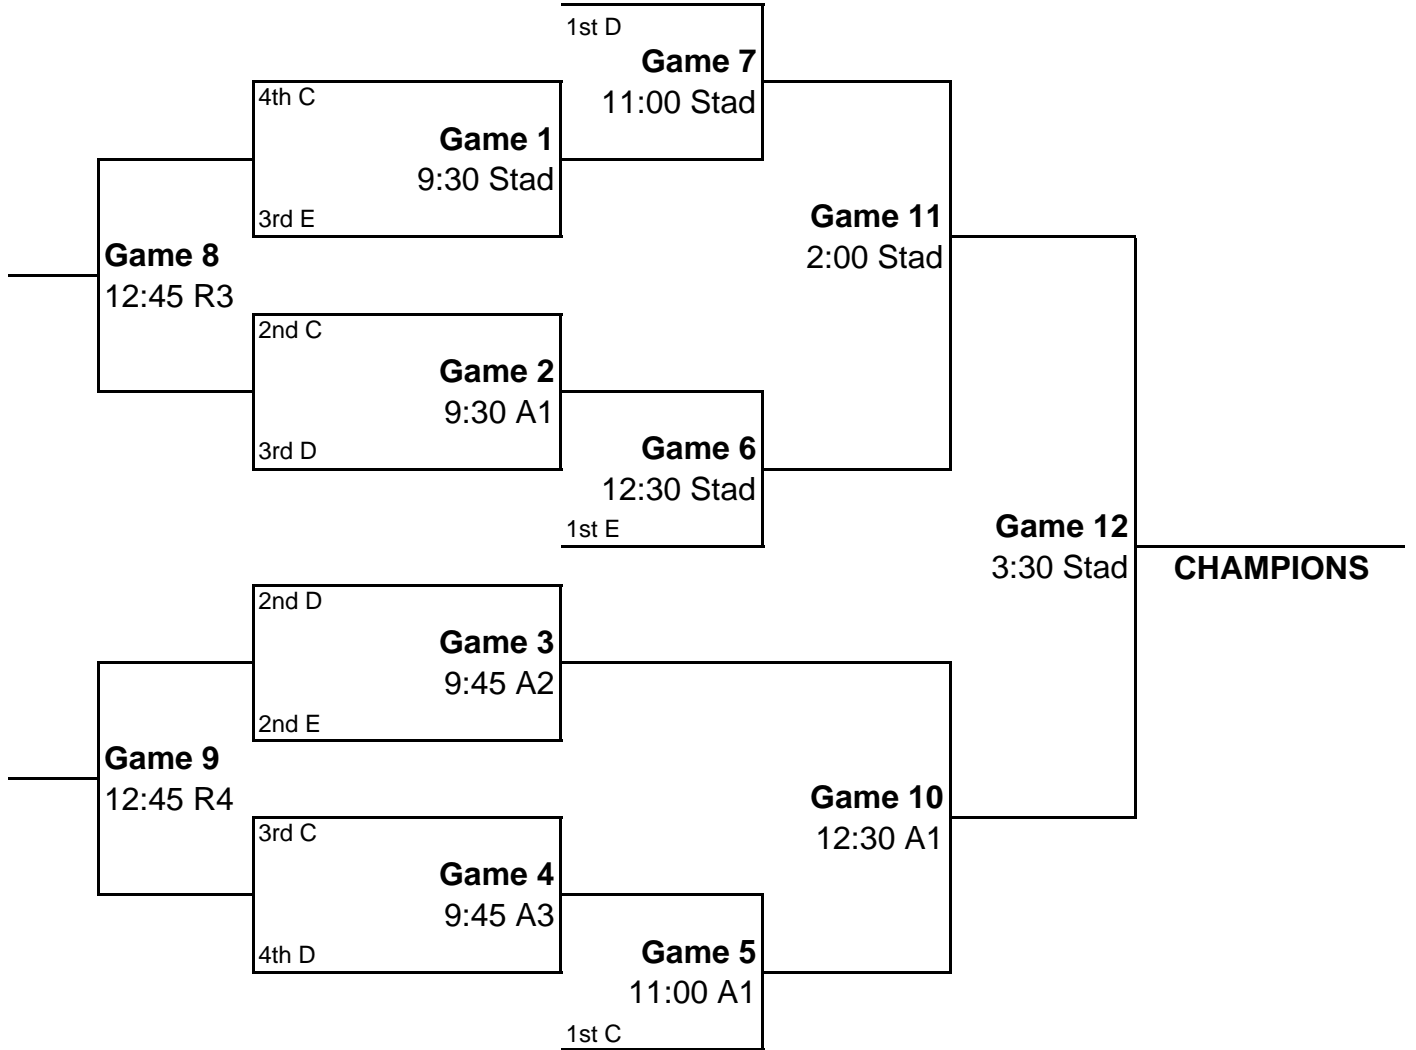 1st D
Game 7
11:00 Stad
4th C
Game 1
9:30 Stad
3rd E
Game 11
2:00 Stad
Game 8
12:45 R3
2nd C
Game 2
9:30 A1
3rd D
Game 6
12:30 Stad
1st E
Game 12
3:30 Stad
CHAMPIONS
2nd D
Game 3
9:45 A2
2nd E
Game 9
12:45 R4
Game 10
12:30 A1
3rd C
Game 4
9:45 A3
4th D
Game 5
11:00 A1
1st C